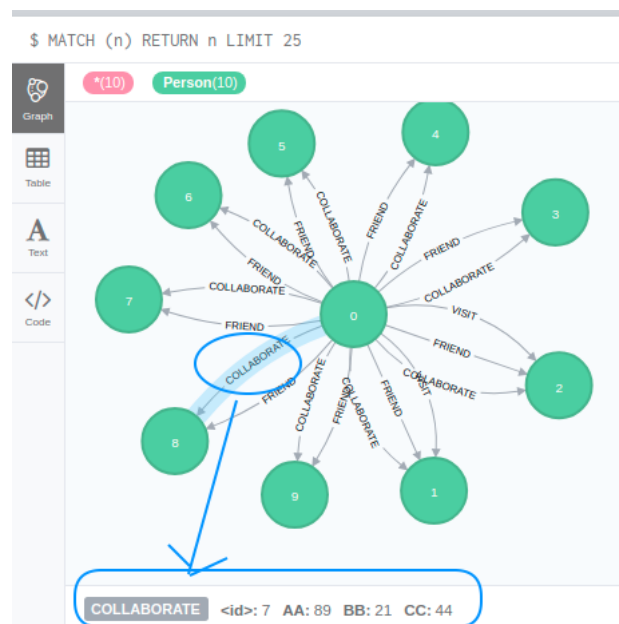 $ MATCH (n) RETURN n LIMIT 25
*(10) Person(10)
Graph
Table
A
Text
</>
Code
4
5
3
6
FRIEND
COLLABORATE
FRIEND
COLLABORATE
COLLABORATE
FRIEND
FRIEND
COLLABORATE
7
COLLABORATE
FRIEND
0
VISIT
FRIEND
COLLABORATE
VISIT
2
COLLABORATE
FRIEND
8
COLLABORATE
FRIEND
COLLABORATE
FRIEND
9
1
COLLABORATE <id>: 7 AA: 89 BB: 21 CC: 44